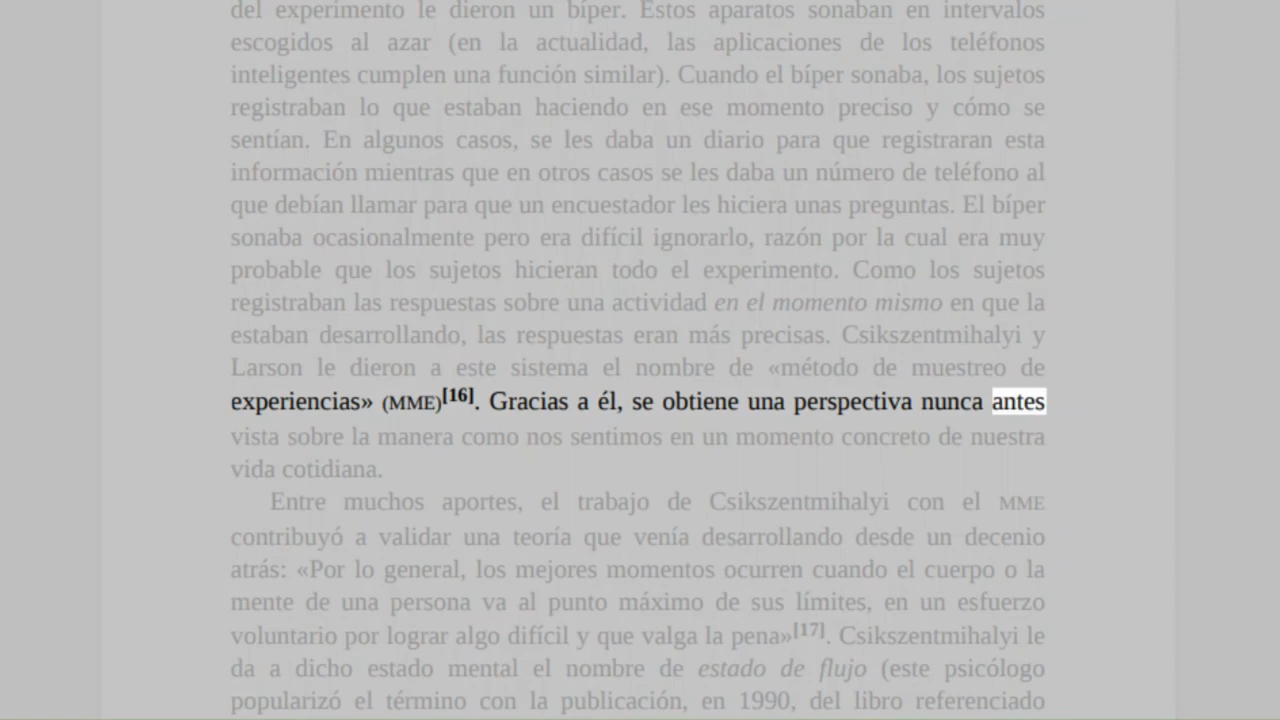 del experimento le dieron un bíper. Estos aparatos sonaban en intervalos
escogidos al azar (en la actualidad, las aplicaciones de los teléfonos
inteligentes cumplen una función similar). Cuando el bíper sonaba, los sujetos
registraban lo que estaban haciendo en ese momento preciso y cómo se
sentían. En algunos casos, se les daba un diario para que registraran esta
información mientras que en otros casos se les daba un número de teléfono al
que debían llamar para que un encuestador les hiciera unas preguntas. El bíper
sonaba ocasionalmente pero era difícil ignorarlo, razón por la cual era muy
probable que los sujetos hicieran todo el experimento. Como los sujetos
registraban las respuestas sobre una actividad en el momento mismo en que la
estaban desarrollando, las respuestas eran más precisas. Csikszentmihalyi y
Larson le dieron a este sistema el nombre de «método de muestreo de
experiencias» (MME)[16]. Gracias a él, se obtiene una perspectiva nunca antes
vista sobre la manera como nos sentimos en un momento concreto de nuestra
vida cotidiana.
Entre muchos aportes, el trabajo de Csikszentmihalyi con el MME
contribuyó a validar una teoría que venía desarrollando desde un decenio
atrás: «Por lo general, los mejores momentos ocurren cuando el cuerpo o la
mente de una persona va al punto máximo de sus límites, en un esfuerzo
voluntario por lograr algo difícil y que valga la pena»[17]. Csikszentmihalyi le
da a dicho estado mental el nombre de estado de flujo (este psicólogo
popularizó el término con la publicación, en 1990, del libro referenciado